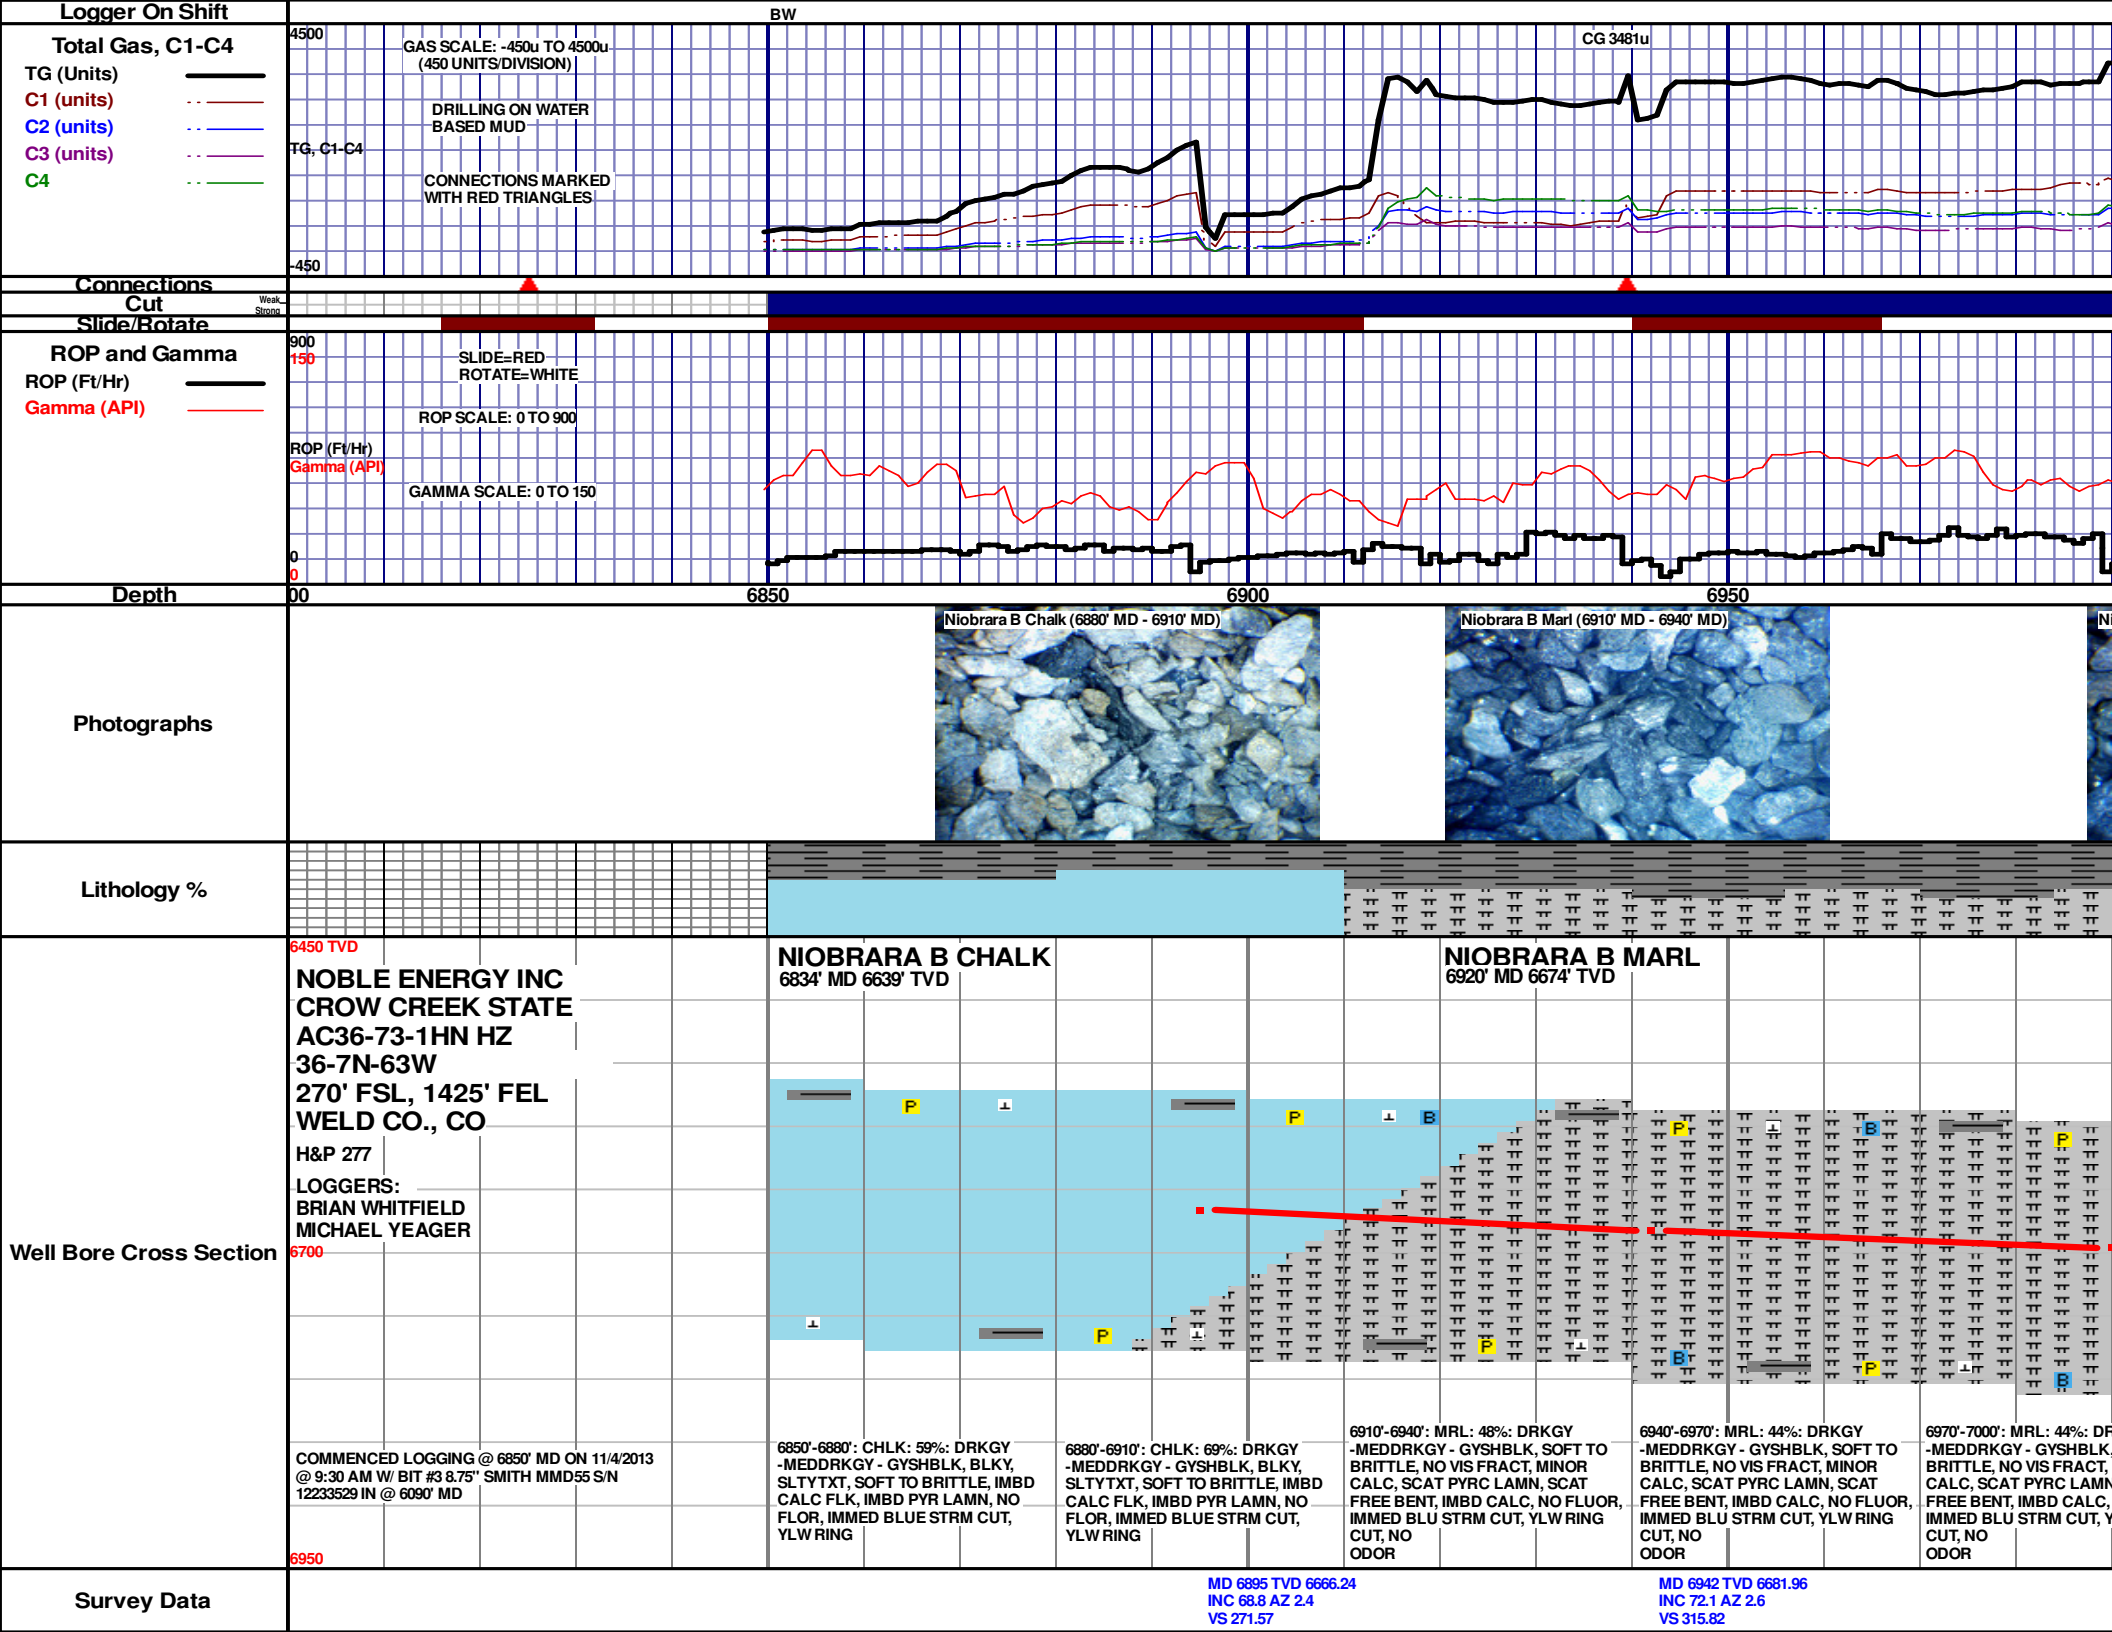 Logger On Shift
BW
Total Gas, C1-C4
TG (Units)
C1 (units)
C2 (units)
C3 (units)
C4
4500
GAS SCALE: -450u TO 4500u
(450 UNITS/DIVISION)
CG 3481u
DRILLING ON WATER
BASED MUD
TG, C1-C4
CONNECTIONS MARKED
WITH RED TRIANGLES
-450
Connections
Cut
Weak
Strong
Slide/Rotate
ROP and Gamma
ROP (Ft/Hr)
Gamma (API)
900
150
SLIDE=RED
ROTATE=WHITE
ROP SCALE: 0 TO 900
ROP (Ft/Hr)
Gamma (API)
GAMMA SCALE: 0 TO 150
0
0
Depth
00
6850
6900
6950
Photographs
Niobrara B Chalk (6880' MD - 6910' MD)
Niobrara B Marl (6910' MD - 6940' MD)
Ni
Lithology %
Well Bore Cross Section
6450 TVD
NOBLE ENERGY INC
CROW CREEK STATE
AC36-73-1HN HZ
36-7N-63W
270' FSL, 1425' FEL
WELD CO., CO
H&P 277
LOGGERS:
BRIAN WHITFIELD
MICHAEL YEAGER
6700
COMMENCED LOGGING @ 6850' MD ON 11/4/2013
@ 9:30 AM W/ BIT #3 8.75" SMITH MMD55 S/N
12233529 IN @ 6090' MD
6950
NIOBRARA B CHALK
6834' MD 6639' TVD
NIOBRARA B MARL
6920' MD 6674' TVD
P
P
B
P
B
P
P
P
B
P
B
6850'-6880': CHLK: 59%: DRKGY
-MEDDRKGY - GYSHBLK, BLKY,
SLTYTXT, SOFT TO BRITTLE, IMBD
CALC FLK, IMBD PYR LAMN, NO
FLOR, IMMED BLUE STRM CUT,
YLW RING
6880'-6910': CHLK: 69%: DRKGY
-MEDDRKGY - GYSHBLK, BLKY,
SLTYTXT, SOFT TO BRITTLE, IMBD
CALC FLK, IMBD PYR LAMN, NO
FLOR, IMMED BLUE STRM CUT,
YLW RING
6910'-6940': MRL: 48%: DRKGY
-MEDDRKGY - GYSHBLK, SOFT TO
BRITTLE, NO VIS FRACT, MINOR
CALC, SCAT PYRC LAMN, SCAT
FREE BENT, IMBD CALC, NO FLUOR,
IMMED BLU STRM CUT, YLW RING
CUT, NO
ODOR
6940'-6970': MRL: 44%: DRKGY
-MEDDRKGY - GYSHBLK, SOFT TO
BRITTLE, NO VIS FRACT, MINOR
CALC, SCAT PYRC LAMN, SCAT
FREE BENT, IMBD CALC, NO FLUOR,
IMMED BLU STRM CUT, YLW RING
CUT, NO
ODOR
6970'-7000': MRL: 44%: DR
-MEDDRKGY - GYSHBLK,
BRITTLE, NO VIS FRACT,
CALC, SCAT PYRC LAMN
FREE BENT, IMBD CALC,
IMMED BLU STRM CUT, Y
CUT, NO
ODOR
Survey Data
MD 6895 TVD 6666.24
INC 68.8 AZ 2.4
VS 271.57
MD 6942 TVD 6681.96
INC 72.1 AZ 2.6
VS 315.82